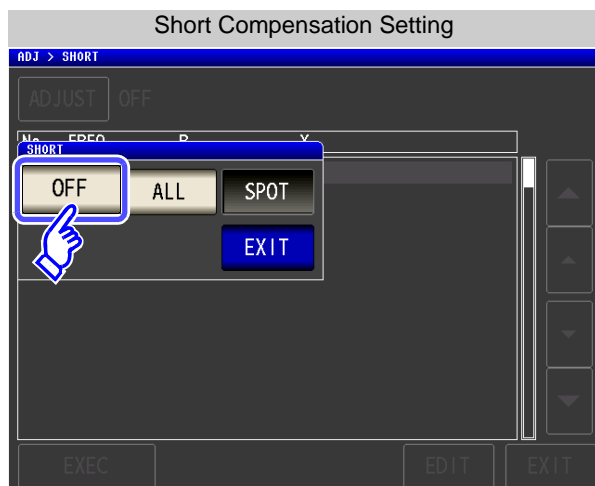 Short Compensation Setting
ADJ > SHORT
ADJUST OFF
No. FREQ R X
SHORT
OFF ALL SPOT
EXIT
EXEC EDIT EXIT